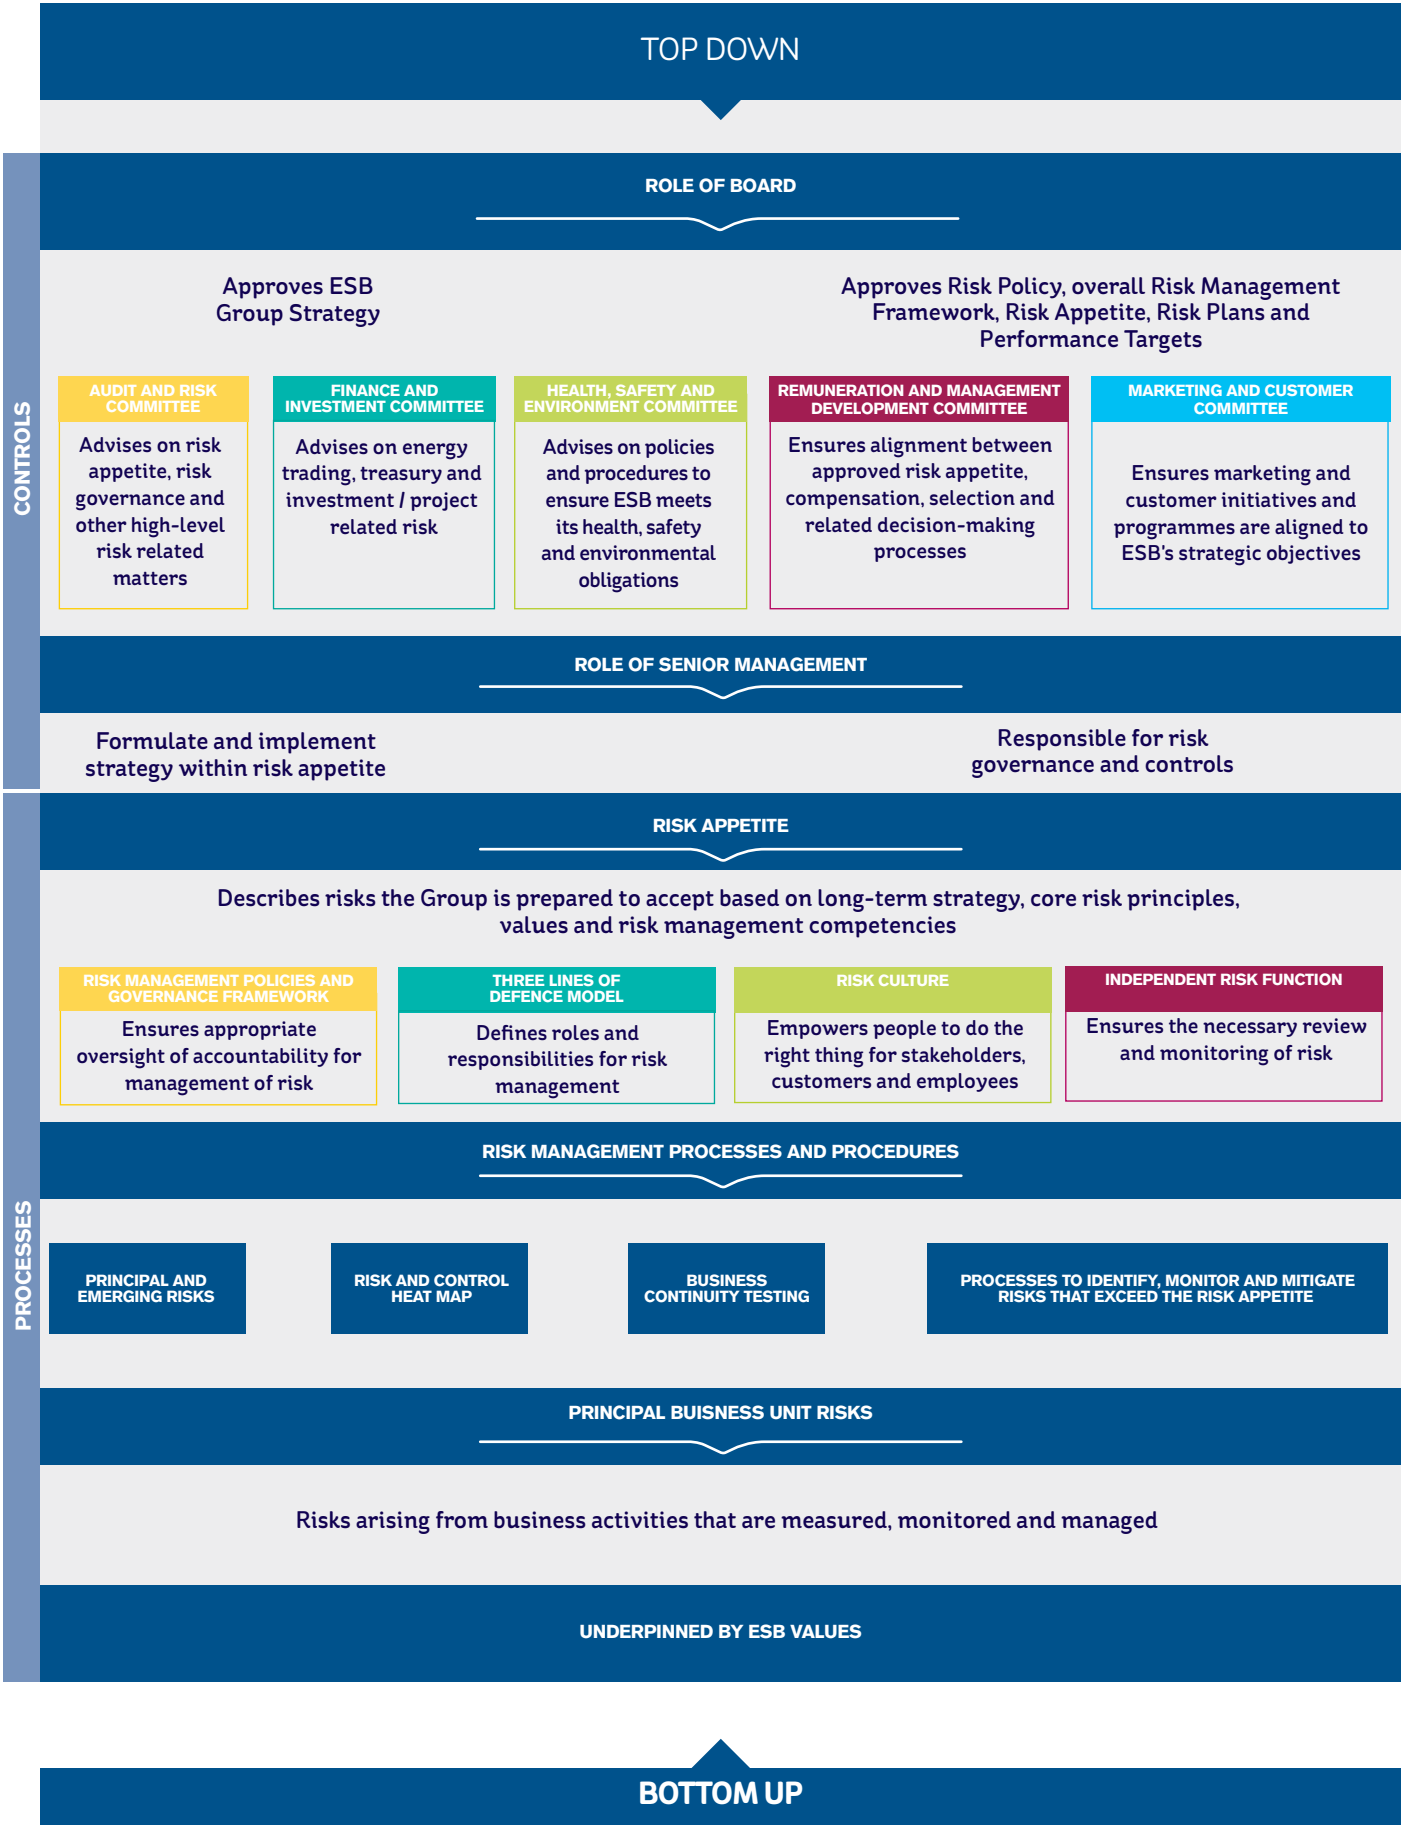 TOP DOWN
CONTROLS
ROLE OF BOARD
Approves ESB
Group Strategy
Approves Risk Policy, overall Risk Management
Framework, Risk Appetite, Risk Plans and
Performance Targets
AUDIT AND RISK
COMMITTEE
Advises on risk
appetite, risk
governance and
other high-level
risk related
matters
FINANCE AND
INVESTMENT COMMITTEE
Advises on energy
trading, treasury and
investment / project
related risk
HEALTH, SAFETY AND
ENVIRONMENT COMMITTEE
Advises on policies
and procedures to
ensure ESB meets
its health, safety
and environmental
obligations
REMUNERATION AND MANAGEMENT
DEVELOPMENT COMMITTEE
Ensures alignment between
approved risk appetite,
compensation, selection and
related decision-making
processes
MARKETING AND CUSTOMER
COMMITTEE
Ensures marketing and
customer initiatives and
programmes are aligned to
ESB's strategic objectives
ROLE OF SENIOR MANAGEMENT
Formulate and implement
strategy within risk appetite
Responsible for risk
governance and controls
PROCESSES
RISK APPETITE
Describes risks the Group is prepared to accept based on long-term strategy, core risk principles,
values and risk management competencies
RISK MANAGEMENT POLICIES AND
GOVERNANCE FRAMEWORK
Ensures appropriate
oversight of accountability for
management of risk
THREE LINES OF
DEFENCE MODEL
Defines roles and
responsibilities for risk
management
RISK CULTURE
Empowers people to do the
right thing for stakeholders,
customers and employees
INDEPENDENT RISK FUNCTION
Ensures the necessary review
and monitoring of risk
RISK MANAGEMENT PROCESSES AND PROCEDURES
PRINCIPAL AND
EMERGING RISKS
RISK AND CONTROL
HEAT MAP
BUSINESS
CONTINUITY TESTING
PROCESSES TO IDENTIFY, MONITOR AND MITIGATE
RISKS THAT EXCEED THE RISK APPETITE
PRINCIPAL BUISNESS UNIT RISKS
Risks arising from business activities that are measured, monitored and managed
UNDERPINNED BY ESB VALUES
BOTTOM UP